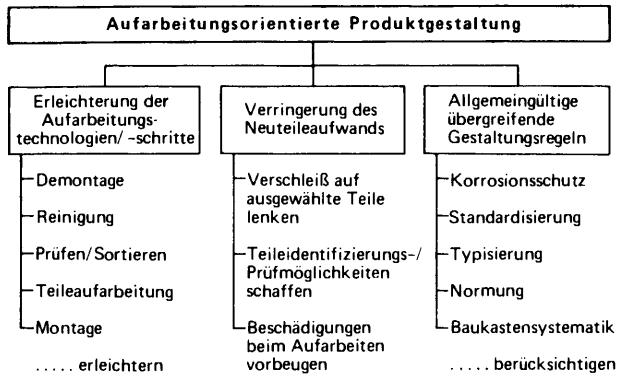 Aufarbeitungsorientierte Produktgestaltung
Erleichterung der
Aufarbeitungs-
technologien/ -schritte
Demontage
Reinigung
Prüfen/Sortieren
Teileaufarbeitung
Montage
..... erleichtern
Verringerung des
Neuteileaufwands
Verschleiß auf
ausgewählte Teile
lenken
Teileidentifizierungs-/
Prüfmöglichkeiten
schaffen
Beschädigungen
beim Aufarbeiten
vorbeugen
Allgemeingültige
übergreifende
Gestaltungsregeln
Korrosionsschutz
Standardisierung
Typisierung
Normung
Baukastensystematik
..... berücksichtigen